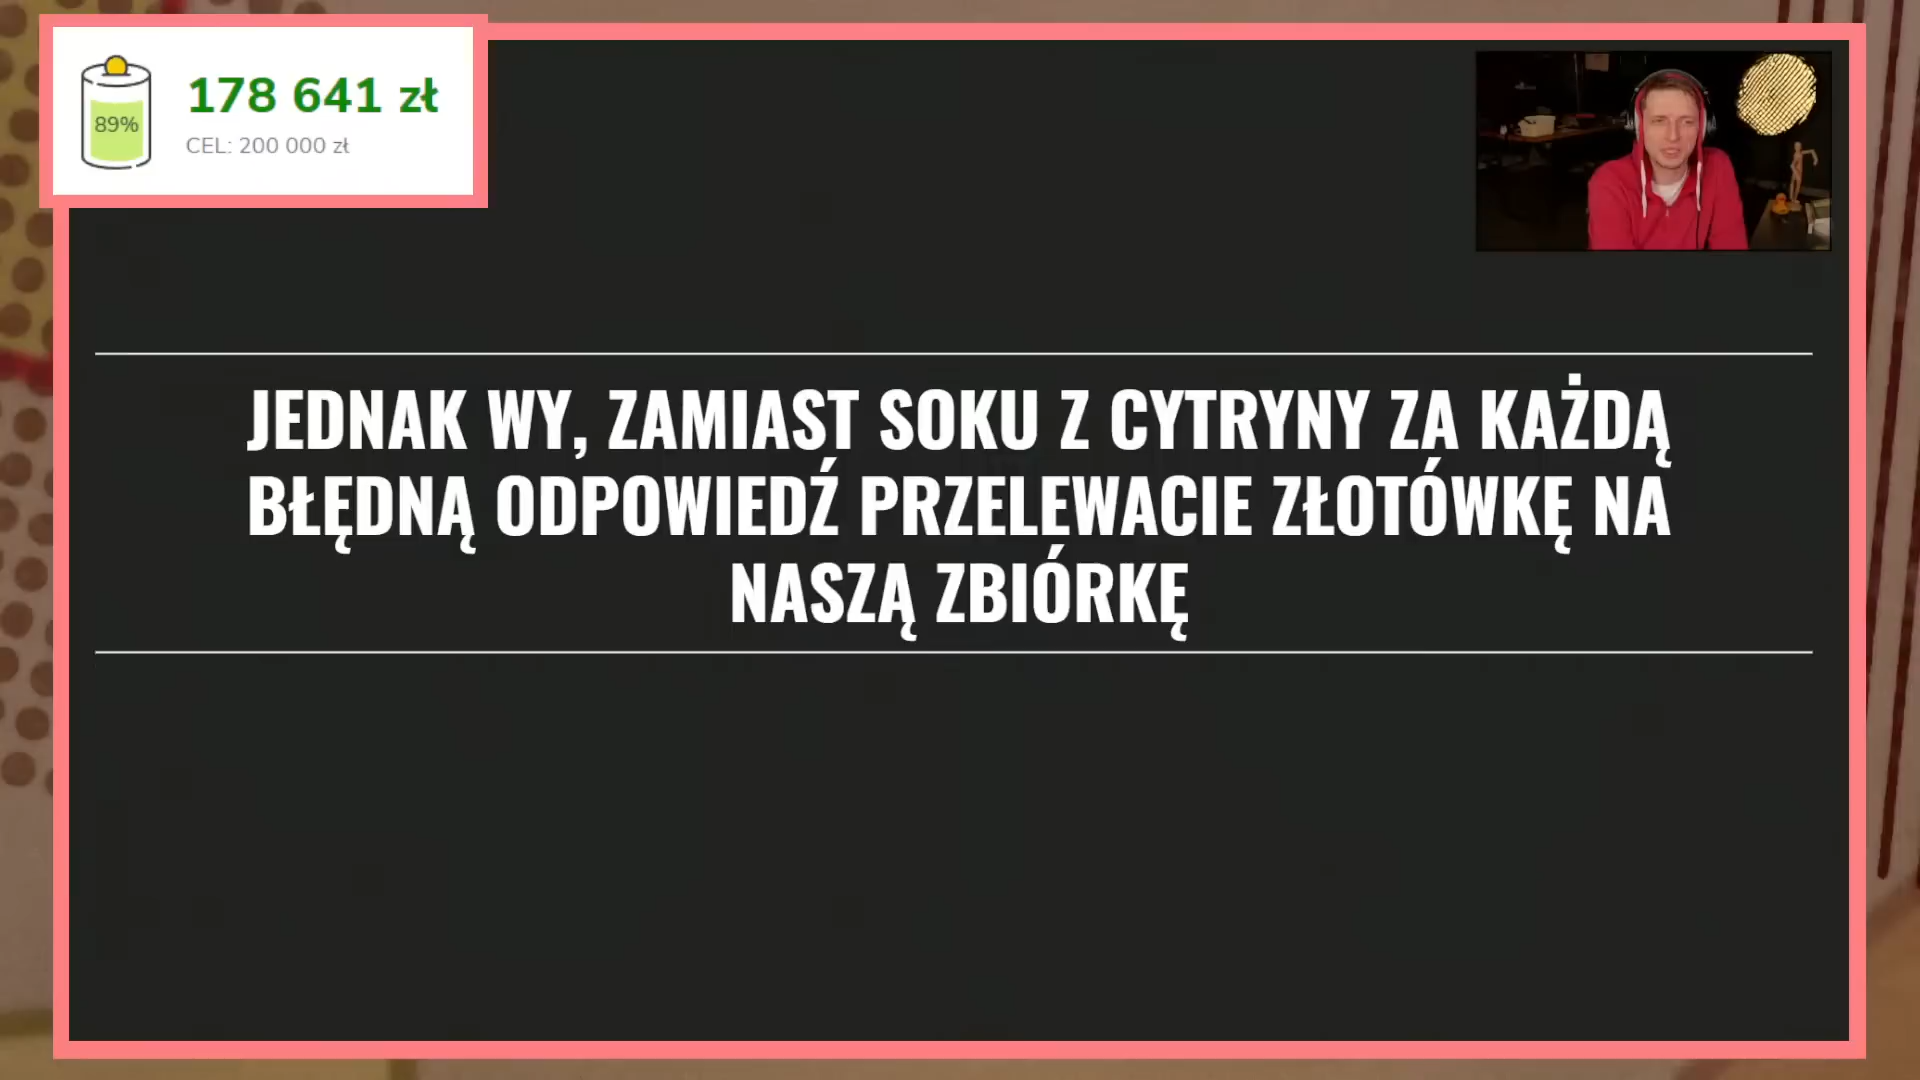 178 641 zł
89%
CEL: 200 000 zł
JEDNAK WY, ZAMIAST SOKU Z CYTRYNY ZA KAŻDĄ
BŁĘDNĄ ODPOWIEDŹ PRZELEWACIE ZŁOTÓWKĘ NA
NASZĄ ZBIÓRKĘ